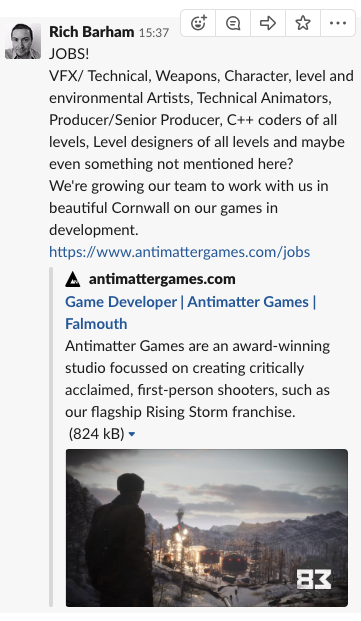 Rich Barham 15:37
JOBS!
VFX/ Technical, Weapons, Character, level and
environmental Artists, Technical Animators,
Producer/Senior Producer, C++ coders of all
levels, Level designers of all levels and maybe
even something not mentioned here?
We're growing our team to work with us in
beautiful Cornwall on our games in
development.
https://www.antimattergames.com/jobs
antimattergames.com
Game Developer | Antimatter Games |
Falmouth
Antimatter Games are an award-winning
studio focussed on creating critically
acclaimed, first-person shooters, such as
our flagship Rising Storm franchise.
(824 kB)
83